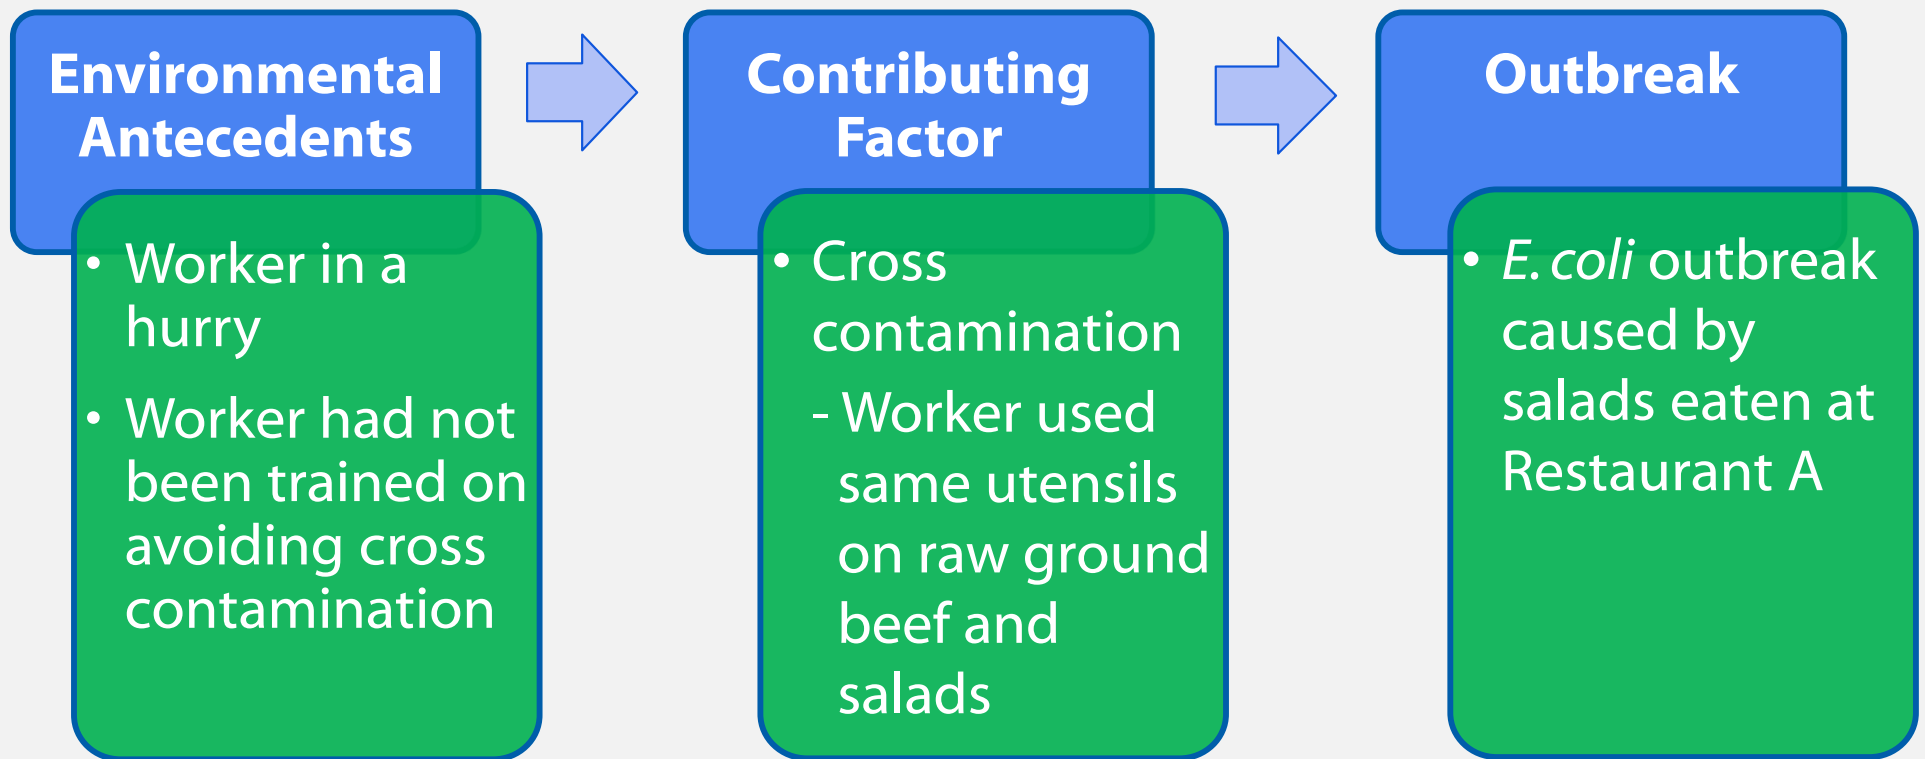 Environmental
Antecedents
• Worker in a
hurry
• Worker had not
been trained on
avoiding cross
contamination
Contributing
Factor
• Cross
contamination
- Worker used
same utensils
on raw ground
beef and
salads
Outbreak
• E. coli outbreak
caused by
salads eaten at
Restaurant A